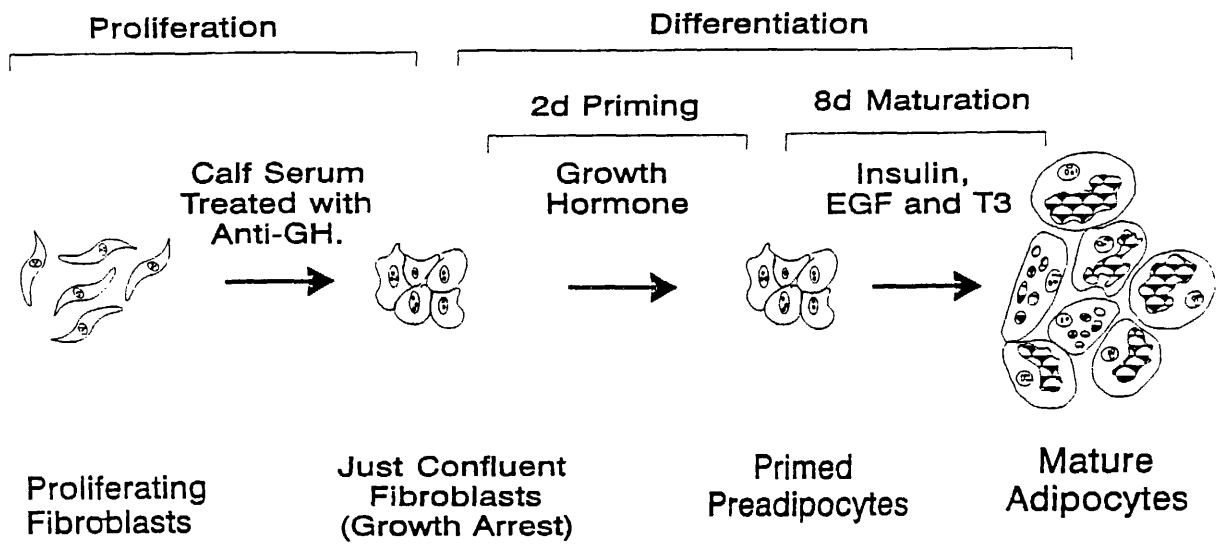 Proliferation
Differentiation
2d Priming
8d Maturation
Calf Serum
Treated with
Anti-GH.
Growth
Hormone
Insulin,
EGF and T3
Proliferating
Fibroblasts
Just Confluent
Fibroblasts
(Growth Arrest)
Primed
Preadipocytes
Mature
Adipocytes